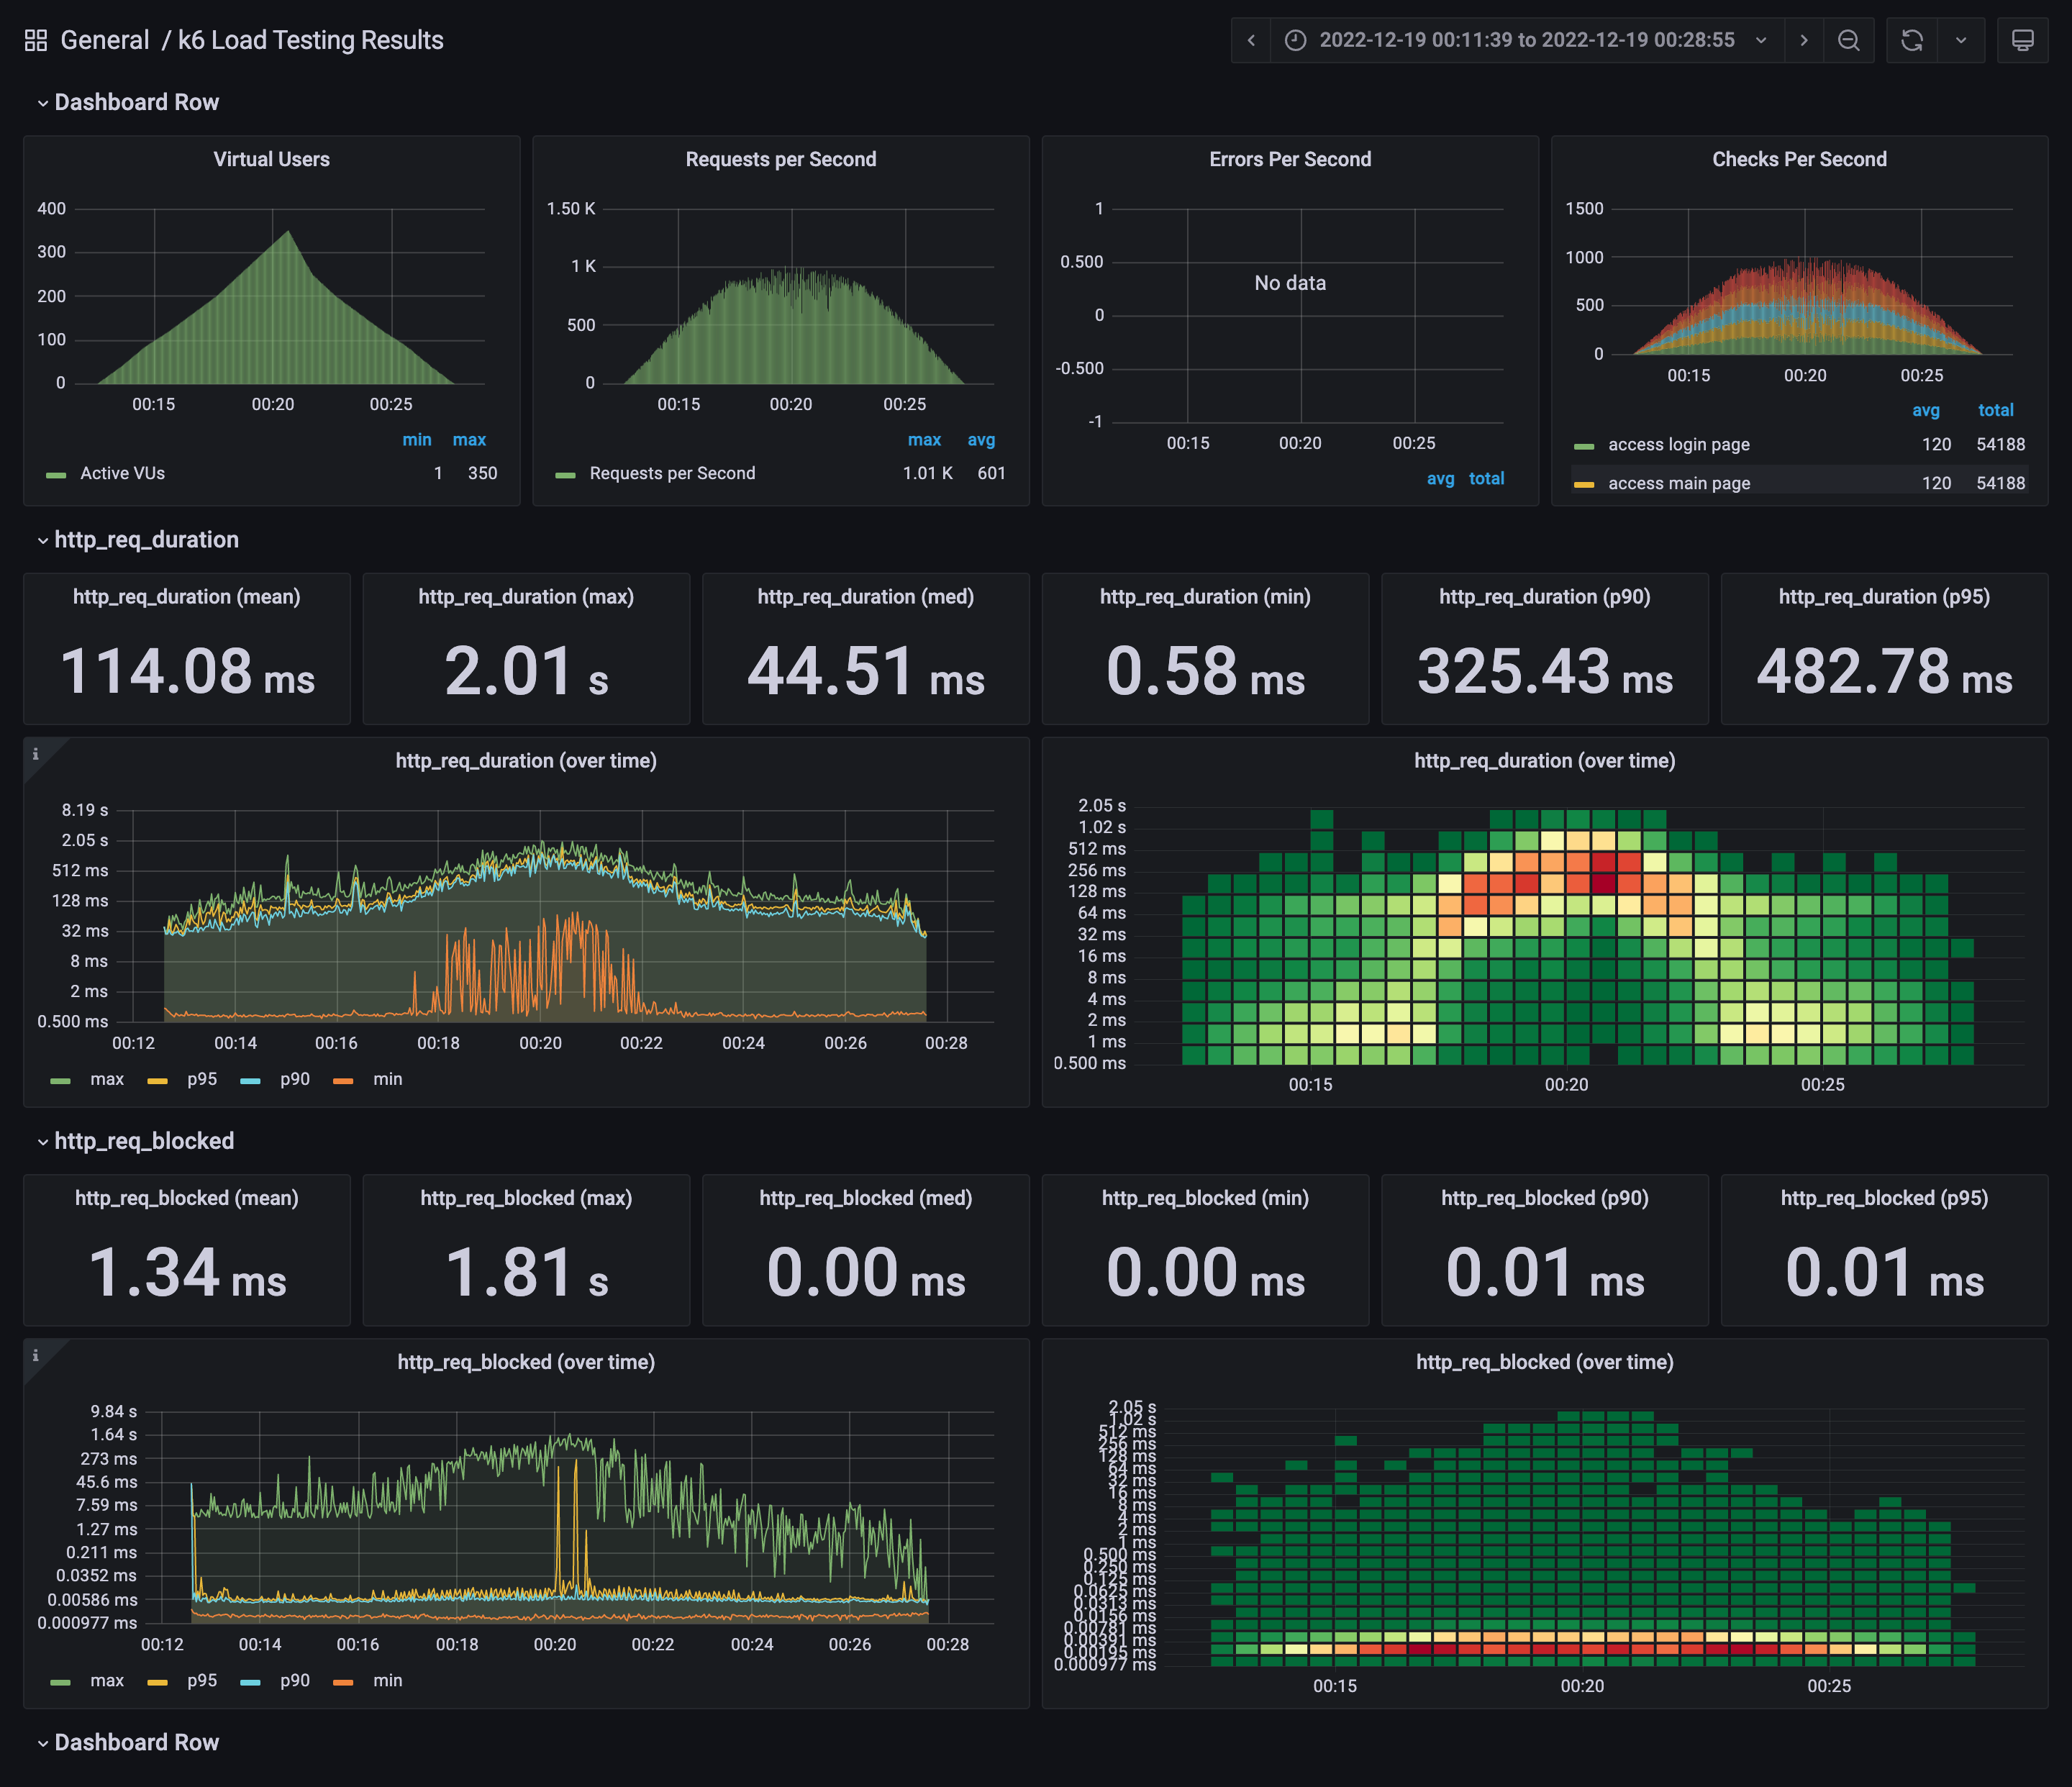 General / k6 Load Testing Results
2022-12-19 00:11:39 to 2022-12-19 00:28:55
Dashboard Row
Virtual Users
400
300
200
100
0
00:15 00:20 00:25
min max
Active VUs 1 350
Requests per Second
1.50 K
1 K
500
0
00:15 00:20 00:25
max avg
Requests per Second 1.01 K 601
Errors Per Second
1
0.500
0
-0.500
-1
No data
00:15 00:20 00:25
avg total
Checks Per Second
1500
1000
500
0
00:15 00:20 00:25
avg total
access login page 120 54188
access main page 120 54188
http_req_duration
http_req_duration (mean)
114.08 ms
http_req_duration (max)
2.01 s
http_req_duration (med)
44.51 ms
http_req_duration (min)
0.58 ms
http_req_duration (p90)
325.43 ms
http_req_duration (p95)
482.78 ms
i
http_req_duration (over time)
8.19 s
2.05 s
512 ms
128 ms
32 ms
8 ms
2 ms
0.500 ms
00:12 00:14 00:16 00:18 00:20 00:22 00:24 00:26 00:28
max p95 p90 min
http_req_duration (over time)
2.05 s
1.02 s
512 ms
256 ms
128 ms
64 ms
32 ms
16 ms
8 ms
4 ms
2 ms
1 ms
0.500 ms
00:15 00:20 00:25
http_req_blocked
http_req_blocked (mean)
1.34 ms
http_req_blocked (max)
1.81 s
http_req_blocked (med)
0.00 ms
http_req_blocked (min)
0.00 ms
http_req_blocked (p90)
0.01 ms
http_req_blocked (p95)
0.01 ms
i
http_req_blocked (over time)
9.84 s
1.64 s
273 ms
45.6 ms
7.59 ms
1.27 ms
0.211 ms
0.0352 ms
0.00586 ms
0.000977 ms
00:12 00:14 00:16 00:18 00:20 00:22 00:24 00:26 00:28
max p95 p90 min
http_req_blocked (over time)
2.05 s
1.02 s
512 ms
256 ms
128 ms
64 ms
32 ms
16 ms
8 ms
4 ms
2 ms
1 ms
0.500 ms
0.250 ms
0.125 ms
0.0625 ms
0.0313 ms
0.0156 ms
0.00781 ms
0.00391 ms
0.00195 ms
0.000977 ms
00:15 00:20 00:25
Dashboard Row